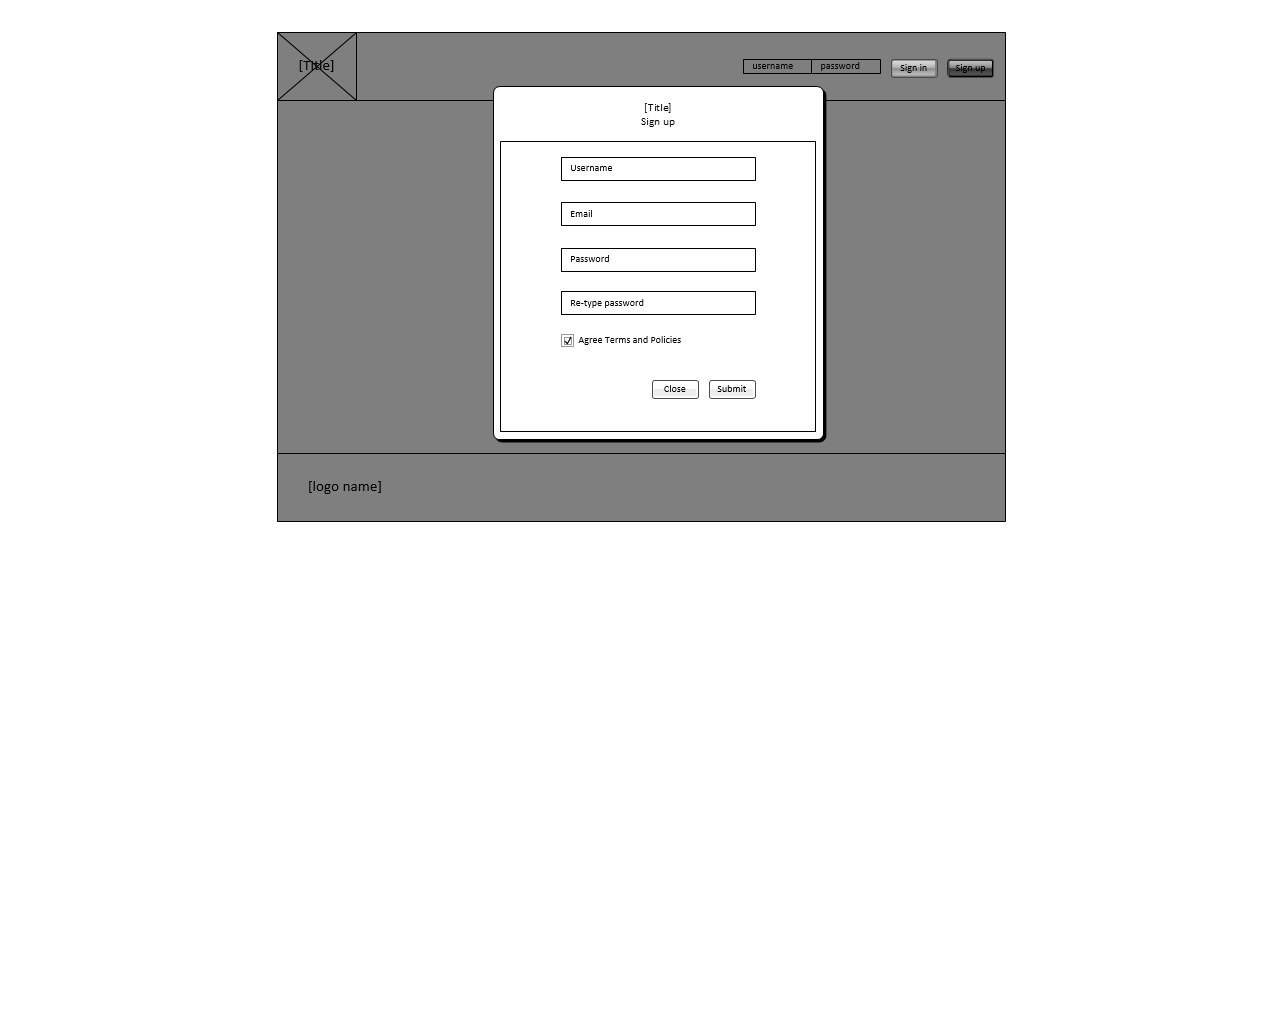 [Title]
username
password
Sign in
Sign up
[Title]
Sign up
Username
Email
Password
Re-type password
Agree Terms and Policies
Close
Submit
[logo name]